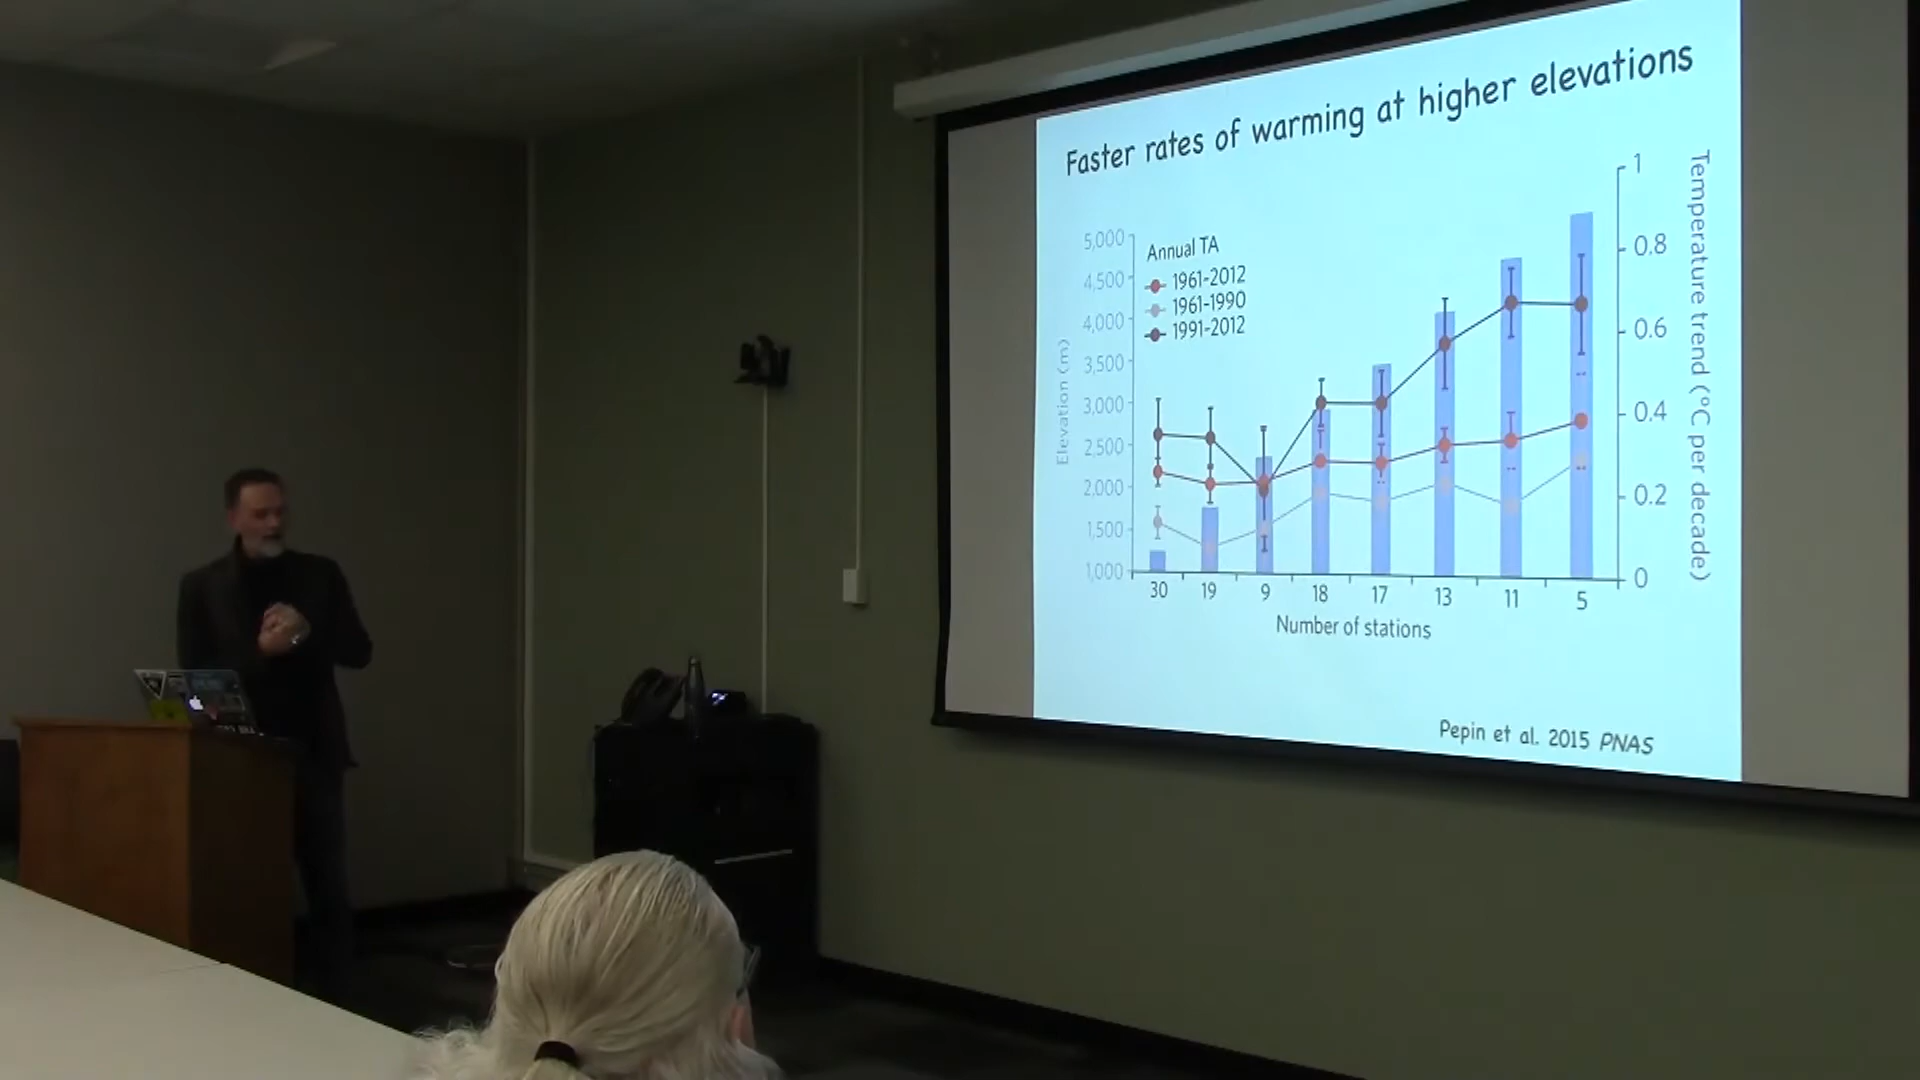 Faster rates of warming at higher elevations
Annual TA
1961-2012
1961-1990
1991-2012
Elevation (m)
5,000
4,500
4,000
3,500
3,000
2,500
2,000
1,500
1,000
30 19 9 18 17 13 11 5
Number of stations
1
0.8
0.6
0.4
0.2
0
Temperature trend (°C per decade)
Pepin et al. 2015 PNAS